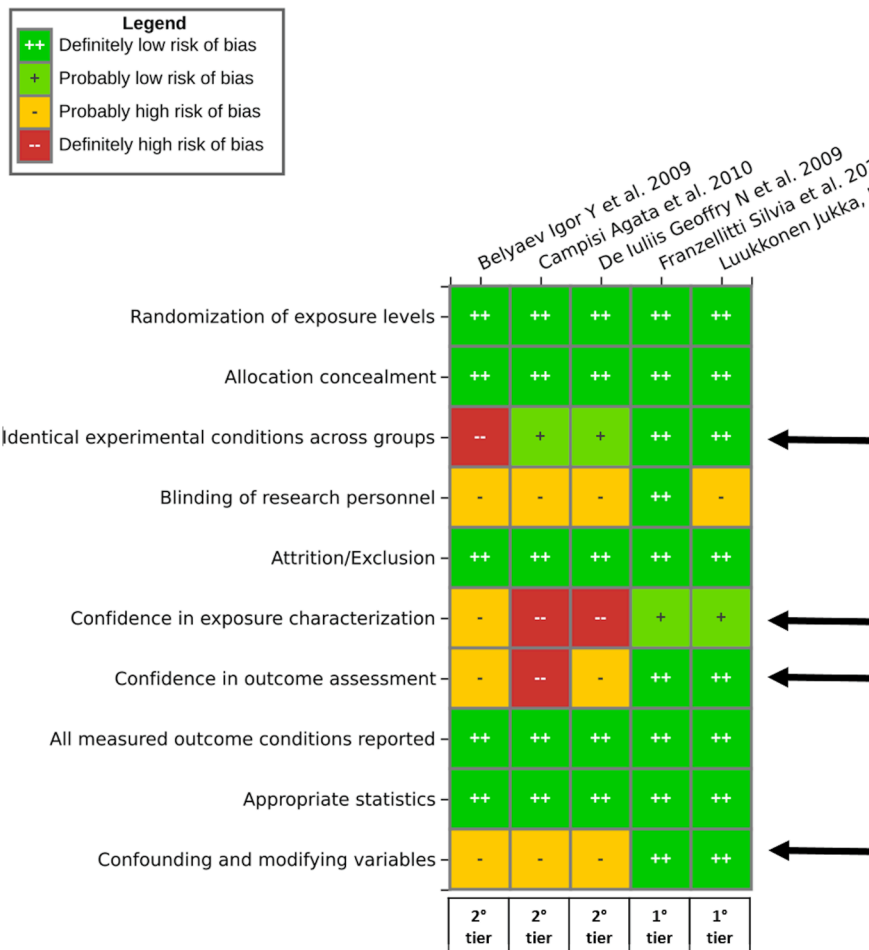 Legend
++ Definitely low risk of bias
+ Probably low risk of bias
- Probably high risk of bias
-- Definitely high risk of bias
Belyaev Igor Y et al. 2009
Campisi Agata et al. 2010
De Iuliis Geoffry N et al. 2009
Franzellitti Silvia et al.
Luukkonen Jukka,
Randomization of exposure levels ++ ++ ++ ++ ++
Allocation concealment ++ ++ ++ ++ ++
Identical experimental conditions across groups -- + + ++ ++
Blinding of research personnel - - - ++ -
Attrition/Exclusion ++ ++ ++ ++ ++
Confidence in exposure characterization - -- -- + +
Confidence in outcome assessment - -- - ++ ++
All measured outcome conditions reported ++ ++ ++ ++ ++
Appropriate statistics ++ ++ ++ ++ ++
Confounding and modifying variables - - - ++ ++
2° 2° 2° 1° 1°
tier tier tier tier tier